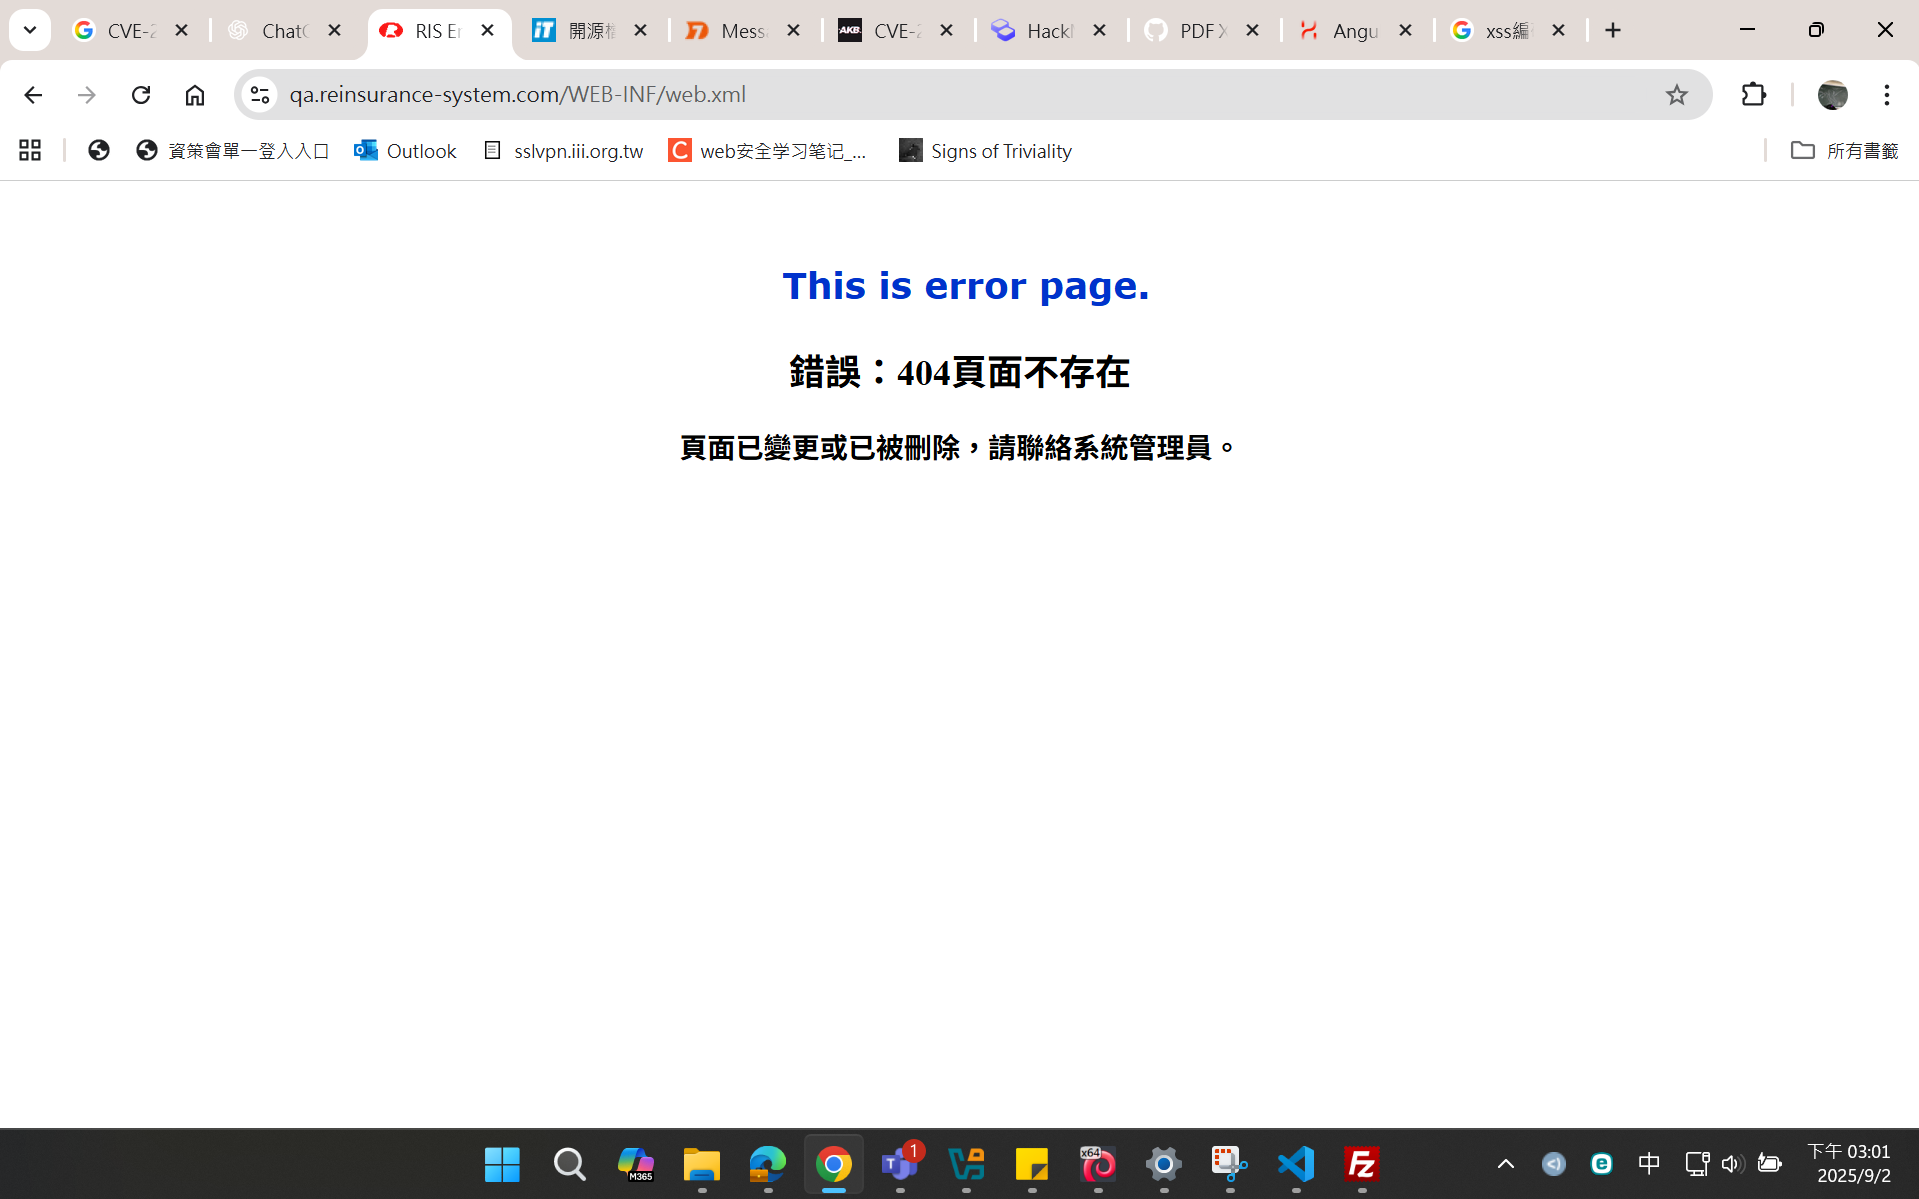 CVE-2
ChatG
RIS Er
開源
Mess
CVE-2
Hack
PDF X
Angu
xss編
qa.reinsurance-system.com/WEB-INF/web.xml
資策會單一登入入口
Outlook
sslvpn.iii.org.tw
web安全学习笔记_...
Signs of Triviality
所有書籤
This is error page.
錯誤：404頁面不存在
頁面已變更或已被刪除，請聯絡系統管理員。
M365
1
x64
中
下午 03:01
2025/9/2